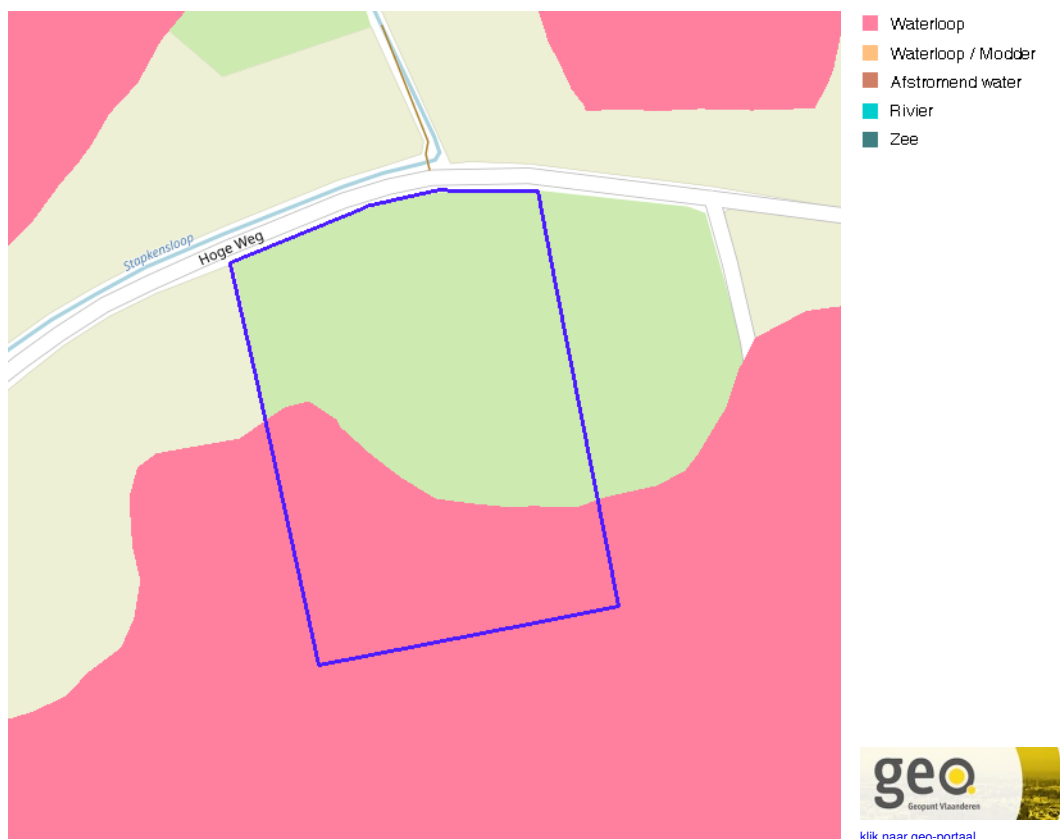 Waterloop
Waterloop / Modder
Afstromend water
Rivier
Zee
Stapkensloop
Hoge Weg
geo
Geopunt Vlaanderen
klik naar geo-portaal